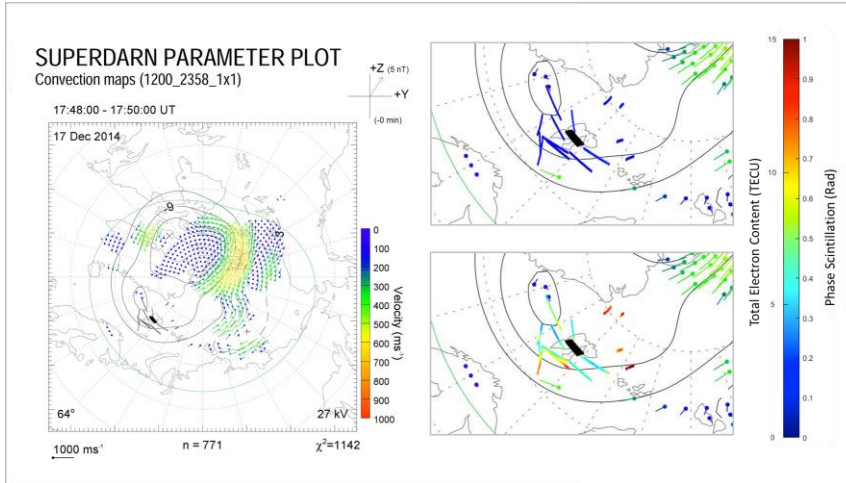 SUPERDARN PARAMETER PLOT
Convection maps (1200_2358_1x1)
+Z (5 nT)
+Y
(-0 min)
17:48:00 - 17:50:00 UT
17 Dec 2014
-9
64°
27 kV
1000 ms⁻¹
n = 771
χ²=1142
0
100
200
300
400
500
600
700
800
900
1000
Velocity (ms⁻¹)
15
10
5
0
Total Electron Content (TECU)
1
0.9
0.8
0.7
0.6
0.5
0.4
0.3
0.2
0.1
0
Phase Scintillation (Rad)